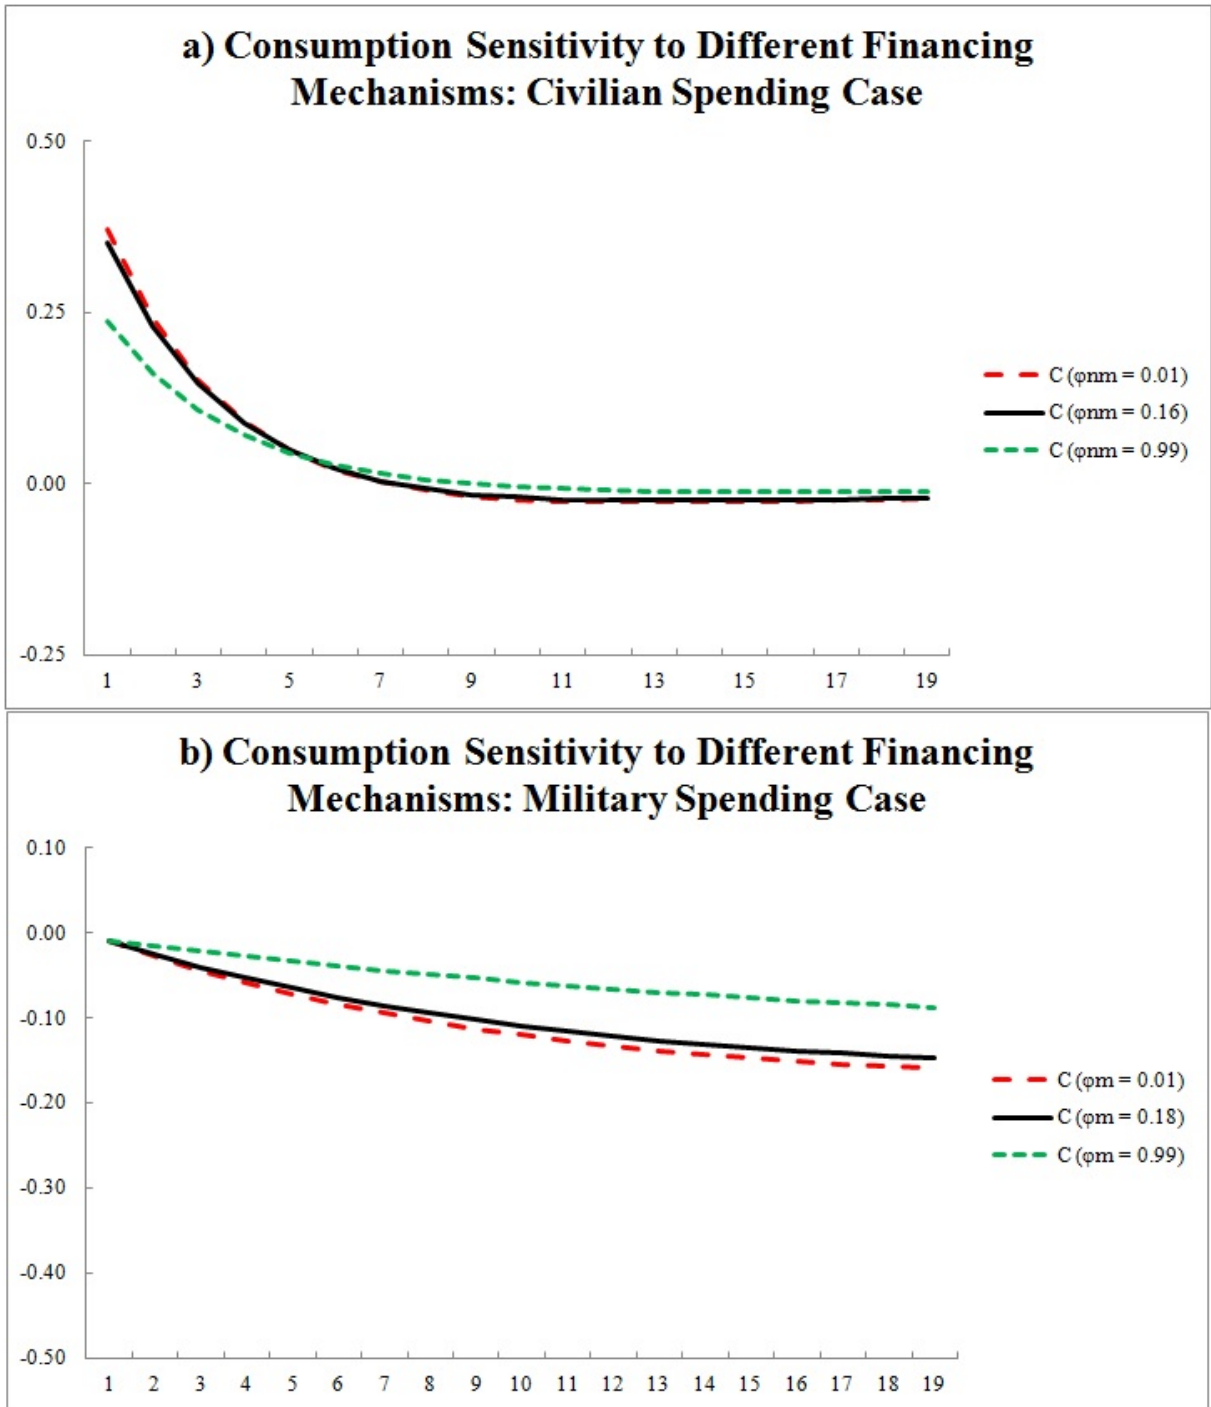 a) Consumption Sensitivity to Different Financing
Mechanisms: Civilian Spending Case
0.50
0.25
0.00
-0.25
1 3 5 7 9 11 13 15 17 19
C (φnm = 0.01)
C (φnm = 0.16)
C (φnm = 0.99)
b) Consumption Sensitivity to Different Financing
Mechanisms: Military Spending Case
0.10
0.00
-0.10
-0.20
-0.30
-0.40
-0.50
1 2 3 4 5 6 7 8 9 10 11 12 13 14 15 16 17 18 19
C (φm = 0.01)
C (φm = 0.18)
C (φm = 0.99)